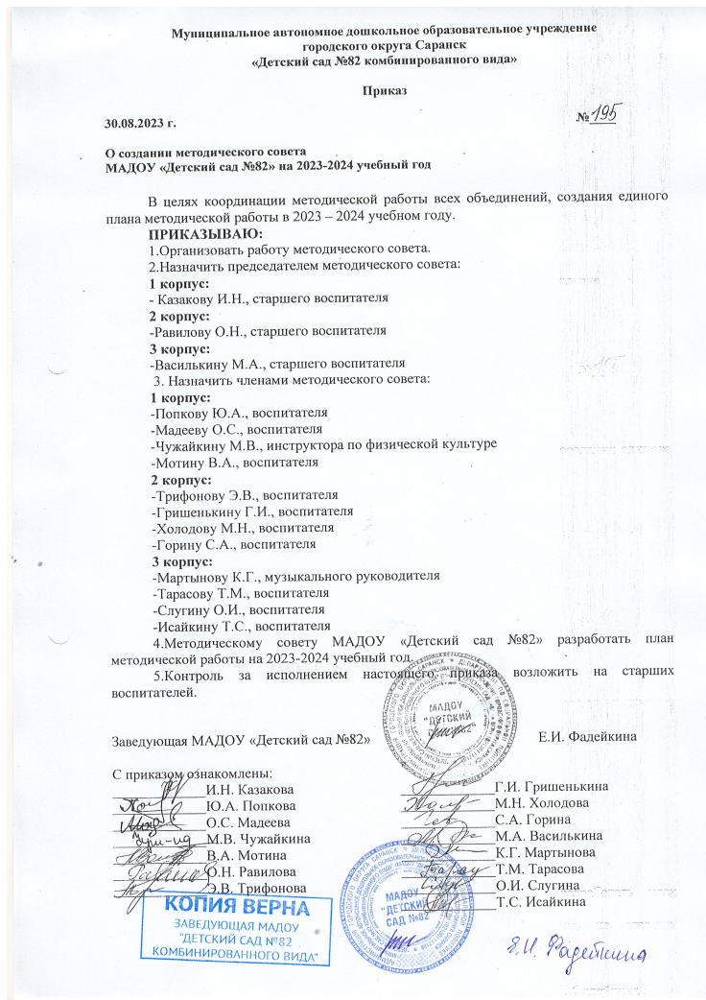 Муниципальное автономное дошкольное образовательное учреждение
городского округа Саранск
«Детский сад №82 комбинированного вида»
Приказ
30.08.2023 г. № 195
О создании методического совета
МАДОУ «Детский сад №82» на 2023-2024 учебный год
В целях координации методической работы всех объединений, создания единого
плана методической работы в 2023 – 2024 учебном году.
ПРИКАЗЫВАЮ:
1.Организовать работу методического совета.
2.Назначить председателем методического совета:
1 корпус:
- Казакову И.Н., старшего воспитателя
2 корпус:
-Равилову О.Н., старшего воспитателя
3 корпус:
-Василькину М.А., старшего воспитателя
3. Назначить членами методического совета:
1 корпус:
-Попкову Ю.А., воспитателя
-Мадееву О.С., воспитателя
-Чужайкину М.В., инструктора по физической культуре
-Мотину В.А., воспитателя
2 корпус:
-Трифонову Э.В., воспитателя
-Гришенькину Г.И., воспитателя
-Холодову М.Н., воспитателя
-Горину С.А., воспитателя
3 корпус:
-Мартынову К.Г., музыкального руководителя
-Тарасову Т.М., воспитателя
-Слугину О.И., воспитателя
-Исайкину Т.С., воспитателя
4.Методическому совету МАДОУ «Детский сад №82» разработать план
методической работы на 2023-2024 учебный год.
5.Контроль за исполнением настоящего приказа возложить на старших
воспитателей.
МАДОУ
"ДЕТСКИЙ
Заведующая МАДОУ «Детский сад №82» Е.И. Фадейкина
С приказом ознакомлены:
И.Н. Казакова Г.И. Гришенькина
Ю.А. Попкова М.Н. Холодова
О.С. Мадеева С.А. Горина
М.В. Чужайкина М.А. Василькина
В.А. Мотина К.Г. Мартынова
О.Н. Равилова Т.М. Тарасова
Э.В. Трифонова О.И. Слугина
Т.С. Исайкина
КОПИЯ ВЕРНА
ЗАВЕДУЮЩАЯ МАДОУ
"ДЕТСКИЙ САД №82
КОМБИНИРОВАННОГО ВИДА"
МАДОУ
"ДЕТСКИЙ
САД №82
Е.И. Фадейкина